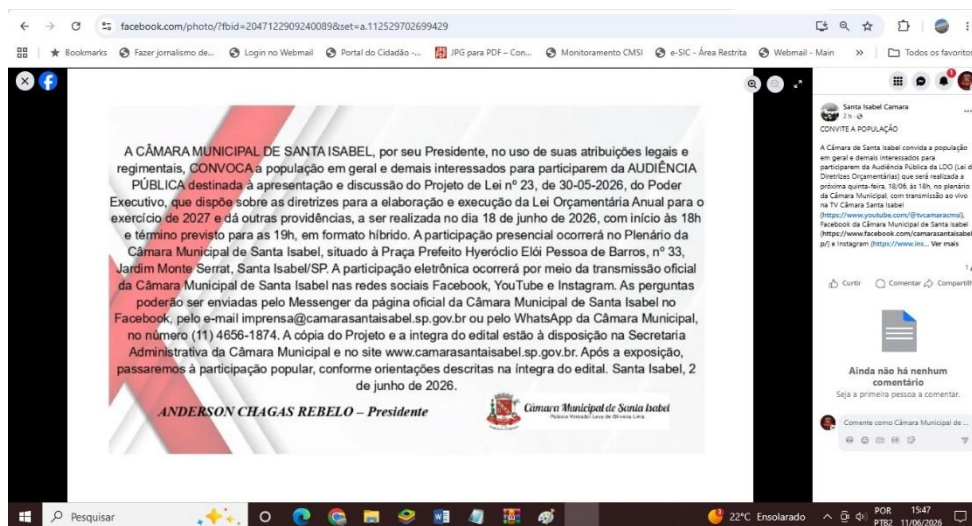 facebook.com/photo/?fbid=2047122909240089&set=a.112529702699429
Bookmarks
Fazer jornalismo de...
Login no Webmail
Portal do Cidadão -...
JPG para PDF – Con...
Monitoramento CMSI
e-SIC - Área Restrita
Webmail - Main
Todos os favoritos
A CÂMARA MUNICIPAL DE SANTA ISABEL, por seu Presidente, no uso de suas atribuições legais e
regimentais, CONVOCA a população em geral e demais interessados para participarem da AUDIÊNCIA
PÚBLICA destinada à apresentação e discussão do Projeto de Lei nº 23, de 30-05-2026, do Poder
Executivo, que dispõe sobre as diretrizes para a elaboração e execução da Lei Orçamentária Anual para o
exercício de 2027 e dá outras providências, a ser realizada no dia 18 de junho de 2026, com início às 18h
e término previsto para as 19h, em formato híbrido. A participação presencial ocorrerá no Plenário da
Câmara Municipal de Santa Isabel, situado à Praça Prefeito Hyeróclio Elói Pessoa de Barros, nº 33,
Jardim Monte Serrat, Santa Isabel/SP. A participação eletrônica ocorrerá por meio da transmissão oficial
da Câmara Municipal de Santa Isabel nas redes sociais Facebook, YouTube e Instagram. As perguntas
poderão ser enviadas pelo Messenger da página oficial da Câmara Municipal de Santa Isabel no
Facebook, pelo e-mail imprensa@camarasantaisabel.sp.gov.br ou pelo WhatsApp da Câmara Municipal,
no número (11) 4656-1874. A cópia do Projeto e a integra do edital estão à disposição na Secretaria
Administrativa da Câmara Municipal e no site www.camarasantaisabel.sp.gov.br. Após a exposição,
passaremos à participação popular, conforme orientações descritas na íntegra do edital. Santa Isabel, 2
de junho de 2026.
ANDERSON CHAGAS REBELO – Presidente
Câmara Municipal de Santa Isabel
Palácio Vereador Levy de Oliveira Lima
Santa Isabel Camara
2 h
CONVITE A POPULAÇÃO
A Câmara de Santa Isabel convida a população
em geral e demais interessados para
participarem da Audiência Pública da LDO (Lei de
Diretrizes Orçamentárias) que será realizada a
próxima quinta-feira, 18/06, às 18h, no plenário
da Câmara Municipal, com transmissão ao vivo
na TV Câmara Santa Isabel
(https://www.youtube.com/@tvcamaracmsi),
Facebook da Câmara Municipal
(https://www.facebook.com/camarasantaisabels
p/) e Instagram (https://www.ins... Ver mais
1
Curtir
Comentar
Compartilh
Ainda não há nenhum
comentário
Seja a primeira pessoa a comentar.
Comente como Câmara Municipal de ...
Pesquisar
22°C Ensolarado
POR
PTB2
15:47
11/06/2026